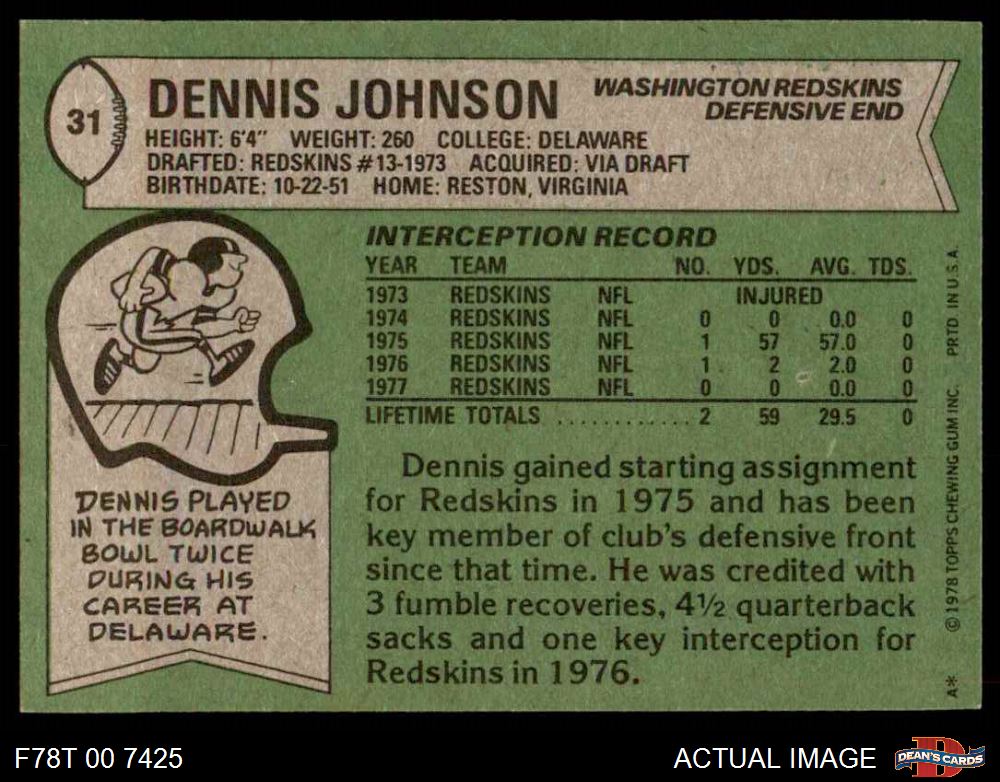 31
DENNIS JOHNSON
WASHINGTON REDSKINS
DEFENSIVE END
HEIGHT: 6'4" WEIGHT: 260 COLLEGE: DELAWARE
DRAFTED: REDSKINS #13-1973 ACQUIRED: VIA DRAFT
BIRTHDATE: 10-22-51 HOME: RESTON, VIRGINIA
INTERCEPTION RECORD
YEAR TEAM NO. YDS. AVG. TDS.
1973 REDSKINS NFL INJURED
1974 REDSKINS NFL 0 0 0.0 0
1975 REDSKINS NFL 1 57 57.0 0
1976 REDSKINS NFL 1 2 2.0 0
1977 REDSKINS NFL 0 0 0.0 0
LIFETIME TOTALS ............ 2 59 29.5 0
DENNIS PLAYED
IN THE BOARDWALK
BOWL TWICE
DURING HIS
CAREER AT
DELAWARE.
Dennis gained starting assignment
for Redskins in 1975 and has been
key member of club's defensive front
since that time. He was credited with
3 fumble recoveries, 4½ quarterback
sacks and one key interception for
Redskins in 1976.
A* © 1978 TOPPS CHEWING GUM INC. PRTD. IN U.S.A.
F78T 00 7425
ACTUAL IMAGE
D
DEAN'S CARDS